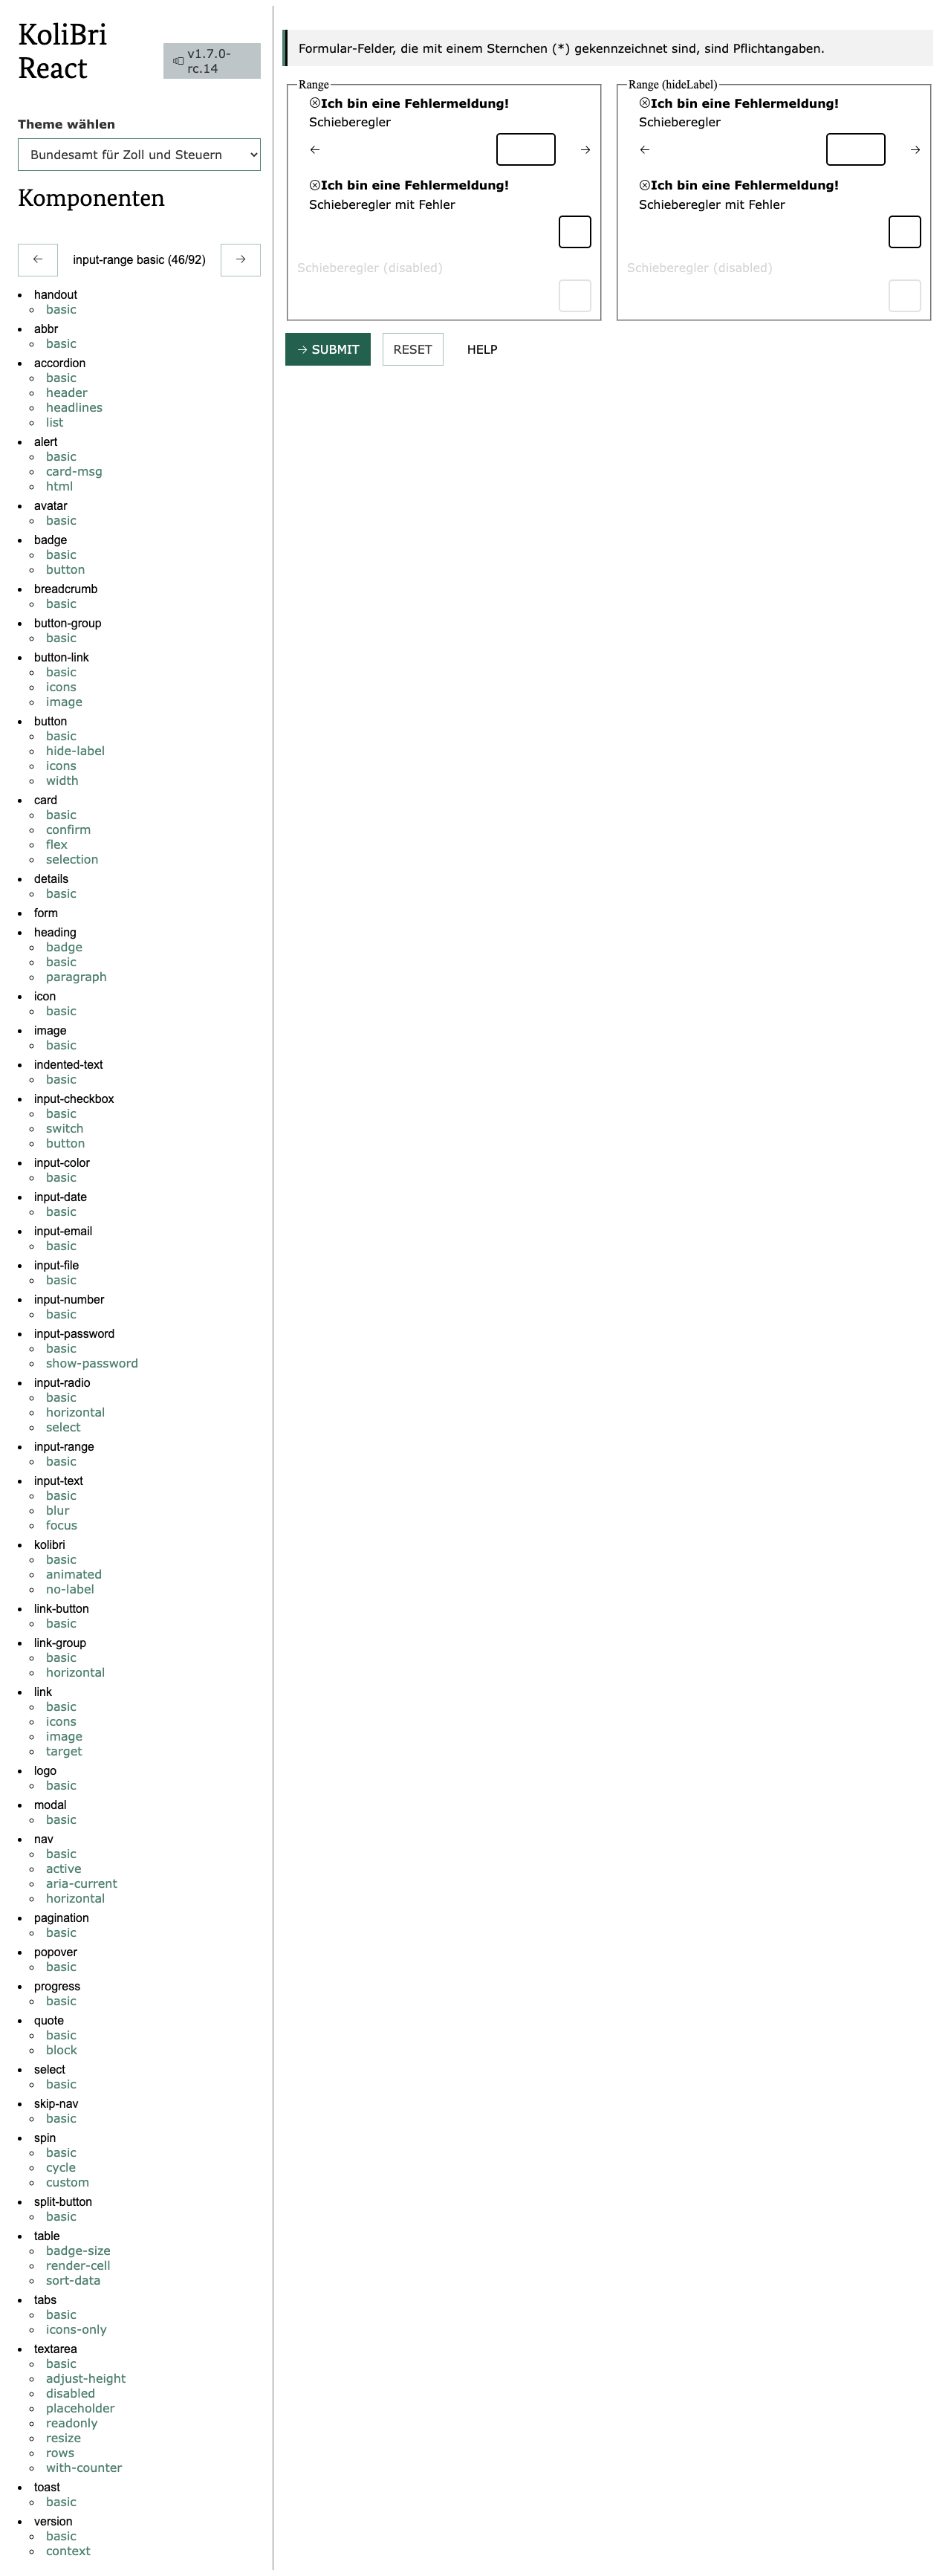 KoliBri
React
v1.7.0-
rc.14
Theme wählen
Bundesamt für Zoll und Steuern
Komponenten
← input-range basic (46/92) →
handout
basic
abbr
basic
accordion
basic
header
headlines
list
alert
basic
card-msg
html
avatar
basic
badge
basic
button
breadcrumb
basic
button-group
basic
button-link
basic
icons
image
button
basic
hide-label
icons
width
card
basic
confirm
flex
selection
details
basic
form
heading
badge
basic
paragraph
icon
basic
image
basic
indented-text
basic
input-checkbox
basic
switch
button
input-color
basic
input-date
basic
input-email
basic
input-file
basic
input-number
basic
input-password
basic
show-password
input-radio
basic
horizontal
select
input-range
basic
input-text
basic
blur
focus
kolibri
basic
animated
no-label
link-button
basic
link-group
basic
horizontal
link
basic
icons
image
target
logo
basic
modal
basic
nav
basic
active
aria-current
horizontal
pagination
basic
popover
basic
progress
basic
quote
basic
block
select
basic
skip-nav
basic
spin
basic
cycle
custom
split-button
basic
table
badge-size
render-cell
sort-data
tabs
basic
icons-only
textarea
basic
adjust-height
disabled
placeholder
readonly
resize
rows
with-counter
toast
basic
version
basic
context
Formular-Felder, die mit einem Sternchen (*) gekennzeichnet sind, sind Pflichtangaben.
Range
Ich bin eine Fehlermeldung!
Schieberegler
← →
Ich bin eine Fehlermeldung!
Schieberegler mit Fehler
Schieberegler (disabled)
Range (hideLabel)
Ich bin eine Fehlermeldung!
Schieberegler
← →
Ich bin eine Fehlermeldung!
Schieberegler mit Fehler
Schieberegler (disabled)
→ SUBMIT RESET HELP